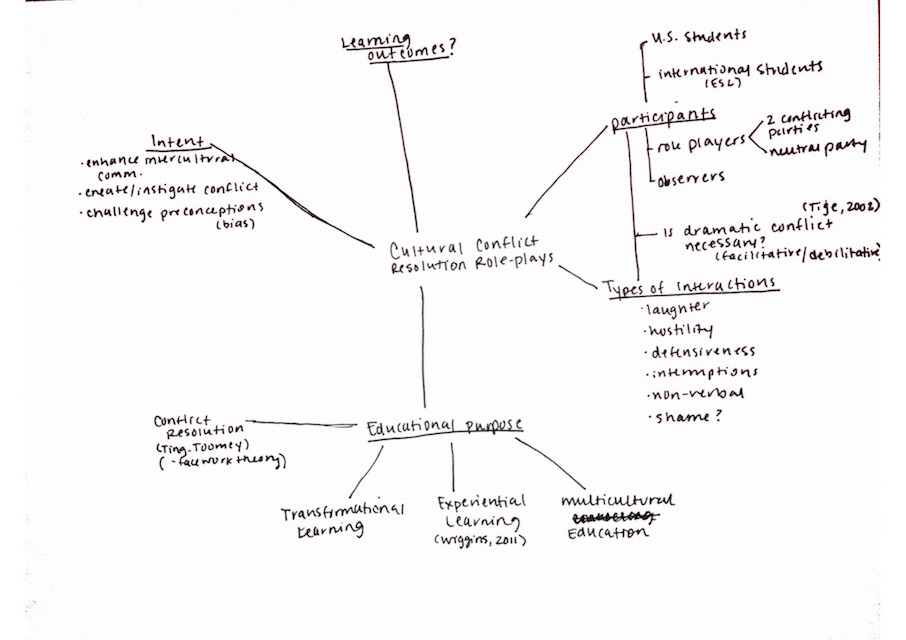 Learning
outcomes?
U.S. students
international students
(ESL)
participants
role players
2 conflicting
parties
neutral party
observers
(Tije, 2002)
Is dramatic conflict
necessary?
(facilitative/debilitative)
Intent
·enhance intercultural
comm.
·create/instigate conflict
·challenge preconceptions
(bias)
Cultural Conflict
Resolution Role-plays
Types of interactions
·laughter
·hostility
·defensiveness
·interruptions
·non-verbal
·shame?
Conflict
Resolution
(Ting-Toomey)
(-facework theory)
Educational purpose
Transformational
Learning
Experiential
Learning
(Wiggins, 2011)
multicultural
Education